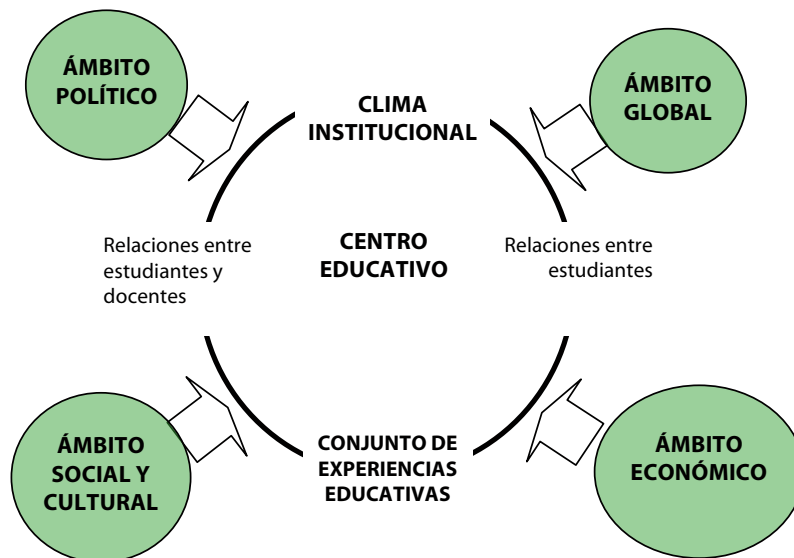 ÁMBITO
POLÍTICO
CLIMA
INSTITUCIONAL
ÁMBITO
GLOBAL
Relaciones entre
estudiantes y
docentes
CENTRO
EDUCATIVO
Relaciones entre
estudiantes
ÁMBITO
SOCIAL Y
CULTURAL
CONJUNTO DE
EXPERIENCIAS
EDUCATIVAS
ÁMBITO
ECONÓMICO